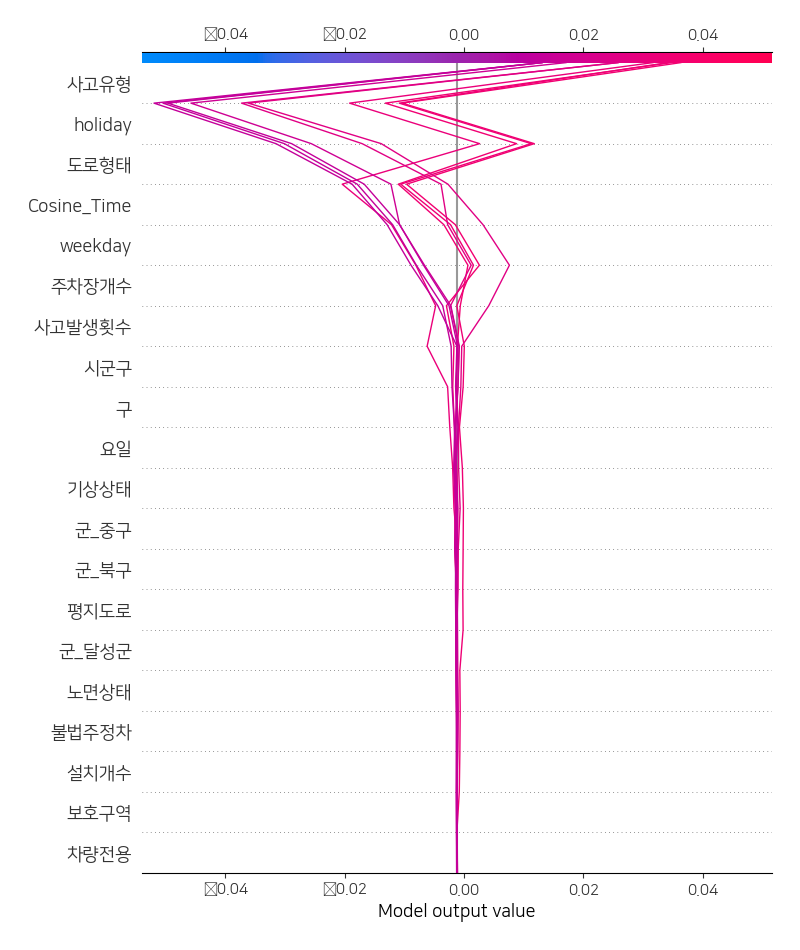 ☒0.04 ☒0.02 0.00 0.02 0.04
사고유형
holiday
도로형태
Cosine_Time
weekday
주차장개수
사고발생횟수
시군구
구
요일
기상상태
군_중구
군_북구
평지도로
군_달성군
노면상태
불법주정차
설치개수
보호구역
차량전용
☒0.04 ☒0.02 0.00 0.02 0.04
Model output value